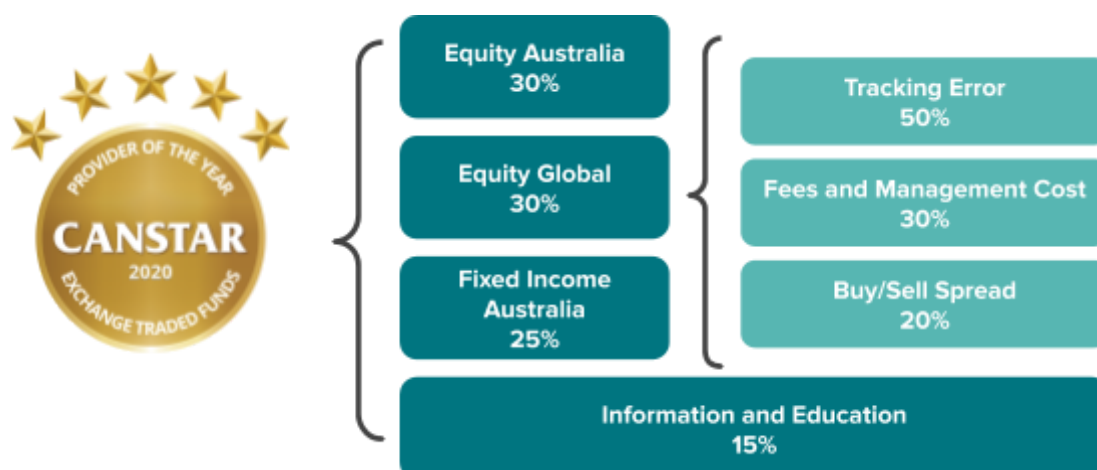 PROVIDER OF THE YEAR
CANSTAR
2020
EXCHANGE TRADED FUNDS
Equity Australia
30%
Equity Global
30%
Fixed Income
Australia
25%
Tracking Error
50%
Fees and Management Cost
30%
Buy/Sell Spread
20%
Information and Education
15%